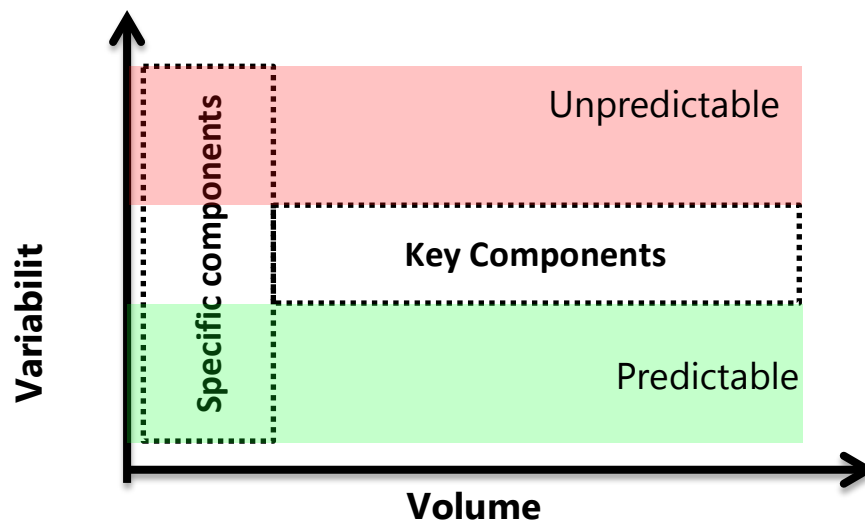 Unpredictable
Specific components
Key Components
Variabilit
Predictable
Volume